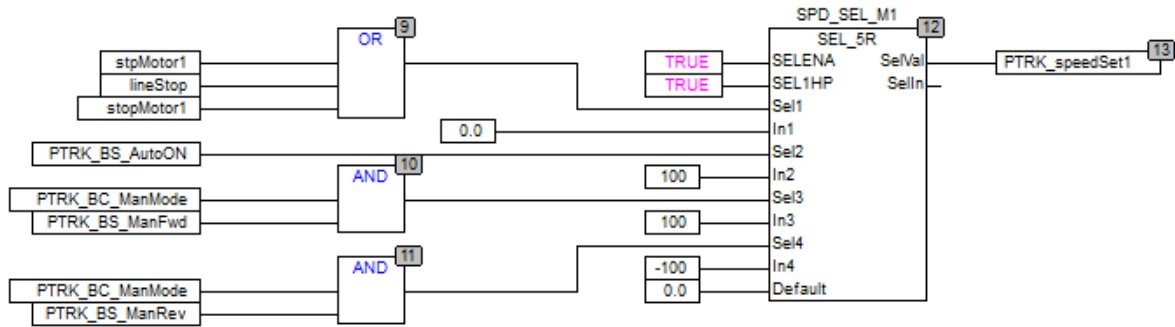 SPD_SEL_M1
9
12
OR
SEL_5R
13
stpMotor1
TRUE
SELENA
SelVal
PTRK_speedSet1
lineStop
TRUE
SEL1HP
SelIn
stopMotor1
Sel1
0.0
In1
PTRK_BS_AutoON
Sel2
10
AND
100
In2
PTRK_BC_ManMode
Sel3
PTRK_BS_ManFwd
100
In3
11
Sel4
AND
-100
In4
PTRK_BC_ManMode
0.0
Default
PTRK_BS_ManRev